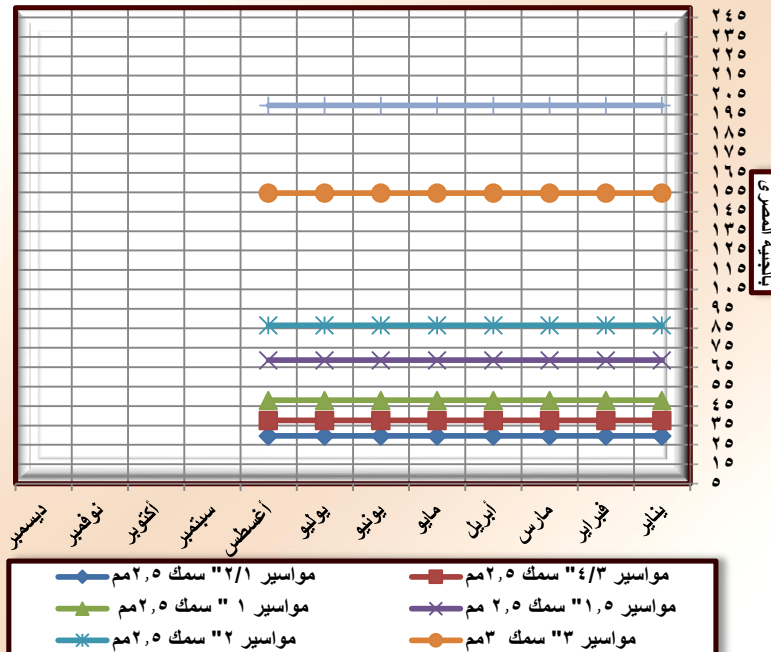 ٢٤٥
٢٣٥
٢٢٥
٢١٥
٢٠٥
١٩٥
١٨٥
١٧٥
١٦٥
١٥٥
١٤٥
١٣٥
١٢٥
١١٥
١٠٥
٩٥
٨٥
٧٥
٦٥
٥٥
٤٥
٣٥
٢٥
١٥
٥
بالجنيه المصرى
يناير
فبراير
مارس
أبريل
مايو
يونيو
يوليو
أغسطس
سبتمبر
أكتوبر
نوفمبر
ديسمبر
مواسير ٤/٣" سمك ٢,٥مم
مواسير ٢/١" سمك ٢,٥مم
مواسير ١,٥" سمك ٢,٥ مم
مواسير ١ " سمك ٢,٥مم
مواسير ٣" سمك ٣مم
مواسير ٢" سمك ٢,٥مم